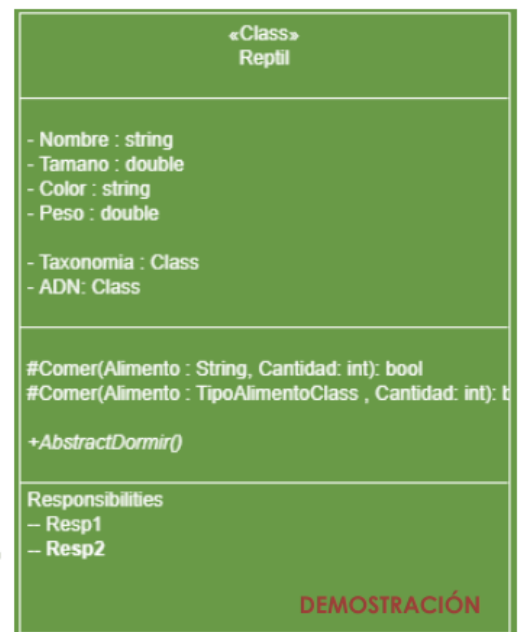 «Class»
Reptil
- Nombre : string
- Tamano : double
- Color : string
- Peso : double
- Taxonomia : Class
- ADN: Class
#Comer(Alimento : String, Cantidad: int): bool
#Comer(Alimento : TipoAlimentoClass , Cantidad: int):
+AbstractDormir()
Responsibilities
-- Resp1
-- Resp2
DEMOSTRACIÓN